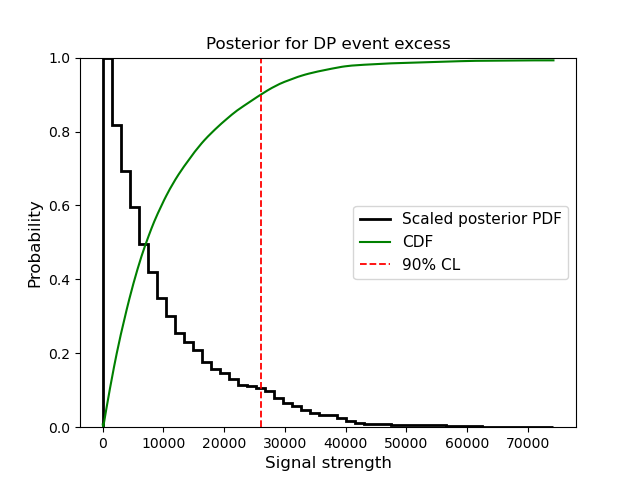 Posterior for DP event excess
Probability
1.0
0.8
0.6
0.4
0.2
0.0
Scaled posterior PDF
CDF
90% CL
0 10000 20000 30000 40000 50000 60000 70000
Signal strength